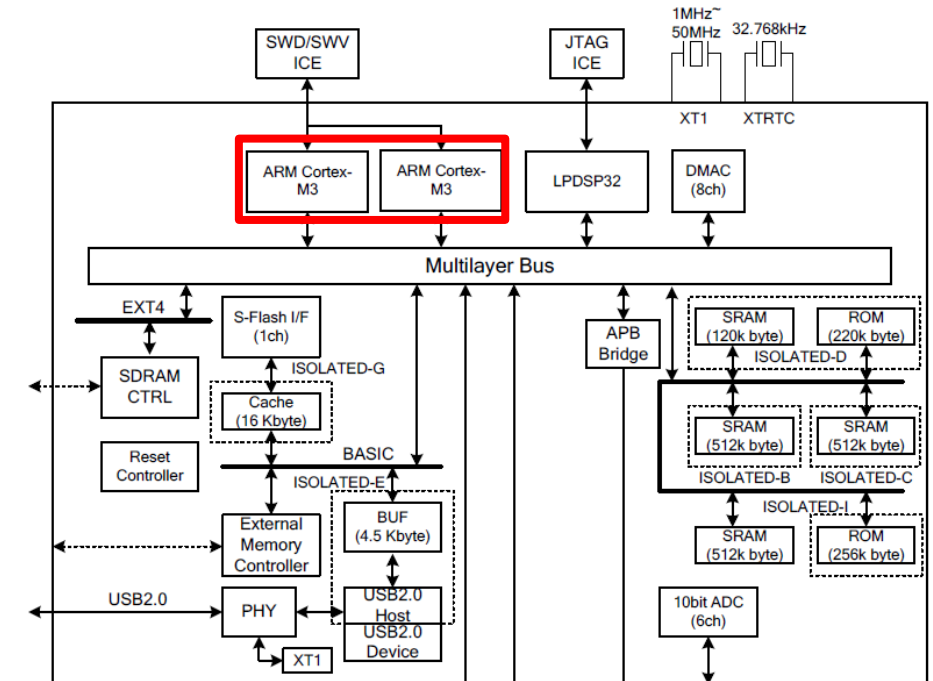 1MHz~
50MHz
32.768kHz
SWD/SWV
ICE
JTAG
ICE
XT1
XTRTC
ARM Cortex-
M3
ARM Cortex-
M3
LPDSP32
DMAC
(8ch)
Multilayer Bus
EXT4
S-Flash I/F
(1ch)
APB
Bridge
SRAM
(120k byte)
ROM
(220k byte)
ISOLATED-D
ISOLATED-G
SDRAM
CTRL
Cache
(16 Kbyte)
SRAM
(512k byte)
SRAM
(512k byte)
Reset
Controller
BASIC
ISOLATED-B
ISOLATED-C
ISOLATED-E
ISOLATED-I
External
Memory
Controller
BUF
(4.5 Kbyte)
SRAM
(512k byte)
ROM
(256k byte)
USB2.0
PHY
USB2.0
Host
USB2.0
Device
XT1
10bit ADC
(6ch)